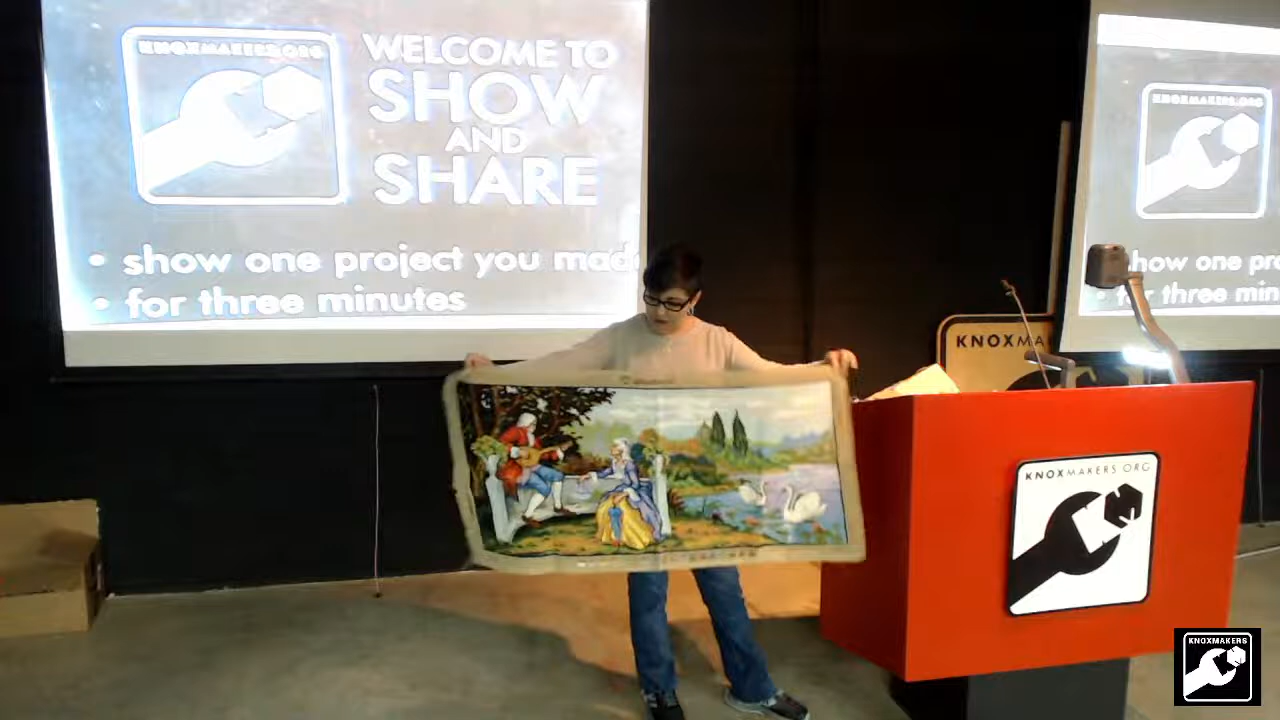 KNOXMAKERS.ORG
WELCOME TO
SHOW
AND
SHARE
• show one project you mad
• for three minutes
KNOXMAKERS.ORG
how one pro
r three min
KNOXMA
KNOXMAKERS.ORG
KNOXMAKERS